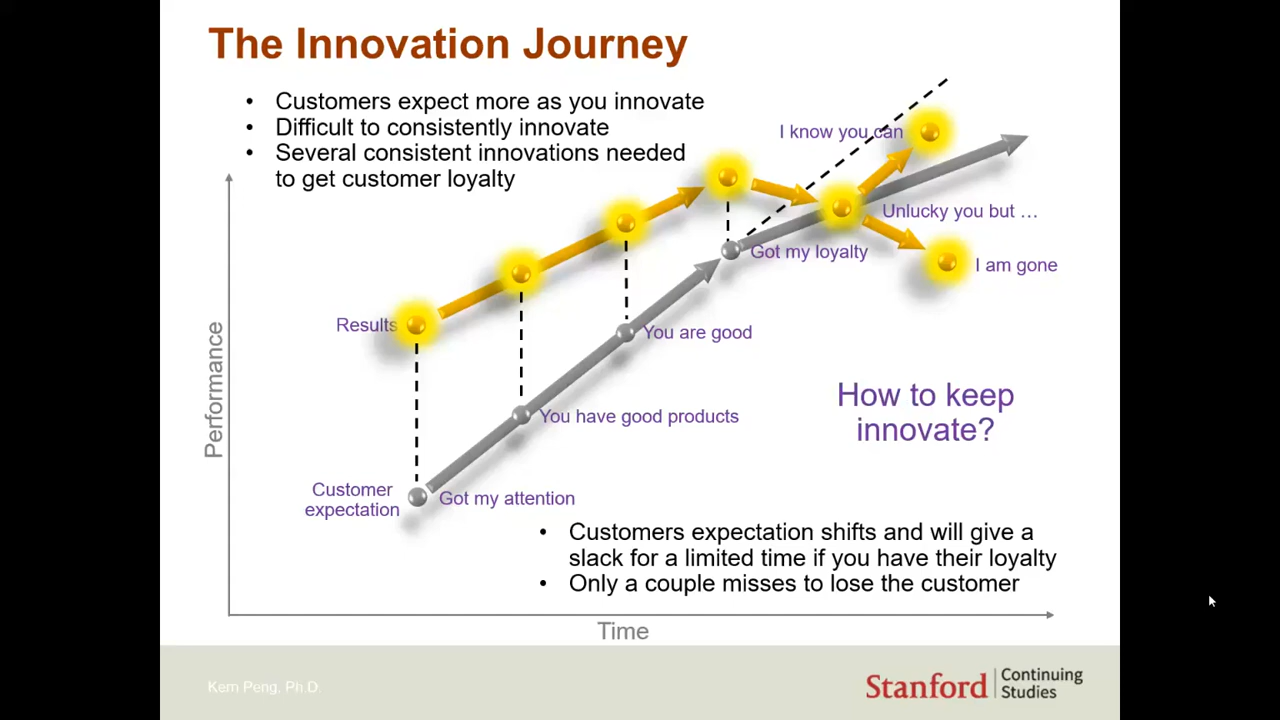 The Innovation Journey
• Customers expect more as you innovate
• Difficult to consistently innovate
• Several consistent innovations needed
to get customer loyalty
I know you can
Unlucky you but …
Got my loyalty
I am gone
Results
You are good
Performance
How to keep
innovate?
You have good products
Customer
expectation
Got my attention
• Customers expectation shifts and will give a
slack for a limited time if you have their loyalty
• Only a couple misses to lose the customer
Time
Kern Peng, Ph.D.
Stanford
Continuing
Studies